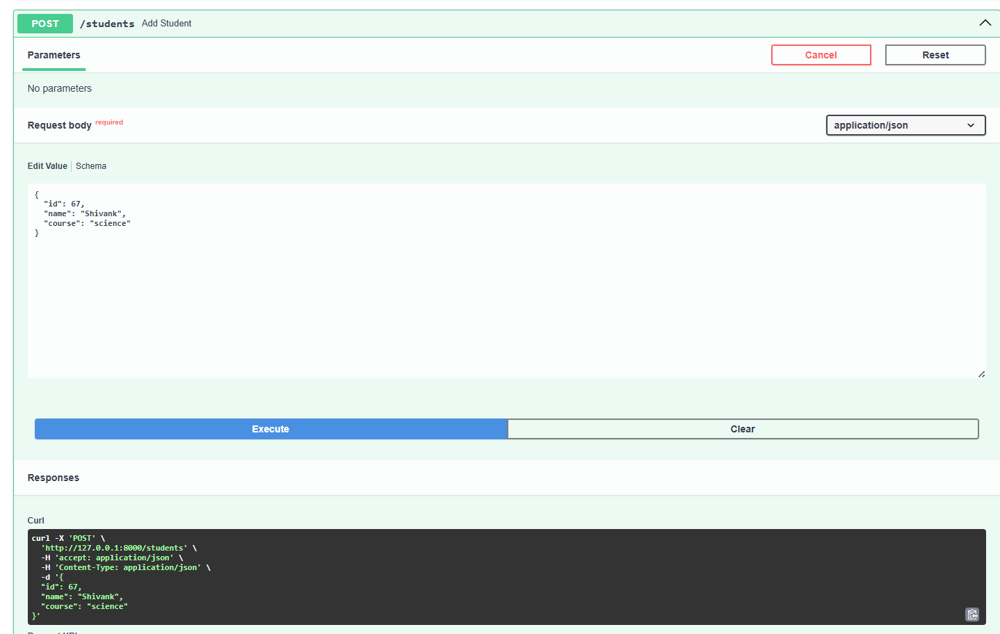 POST /students Add Student
Parameters
Cancel
Reset
No parameters
Request body required
application/json
Edit Value | Schema
{
  "id": 67,
  "name": "Shivank",
  "course": "science"
}
Execute
Clear
Responses
Curl
curl -X 'POST' \
  'http://127.0.0.1:8000/students' \
  -H 'accept: application/json' \
  -H 'Content-Type: application/json' \
  -d '{
  "id": 67,
  "name": "Shivank",
  "course": "science"
}'